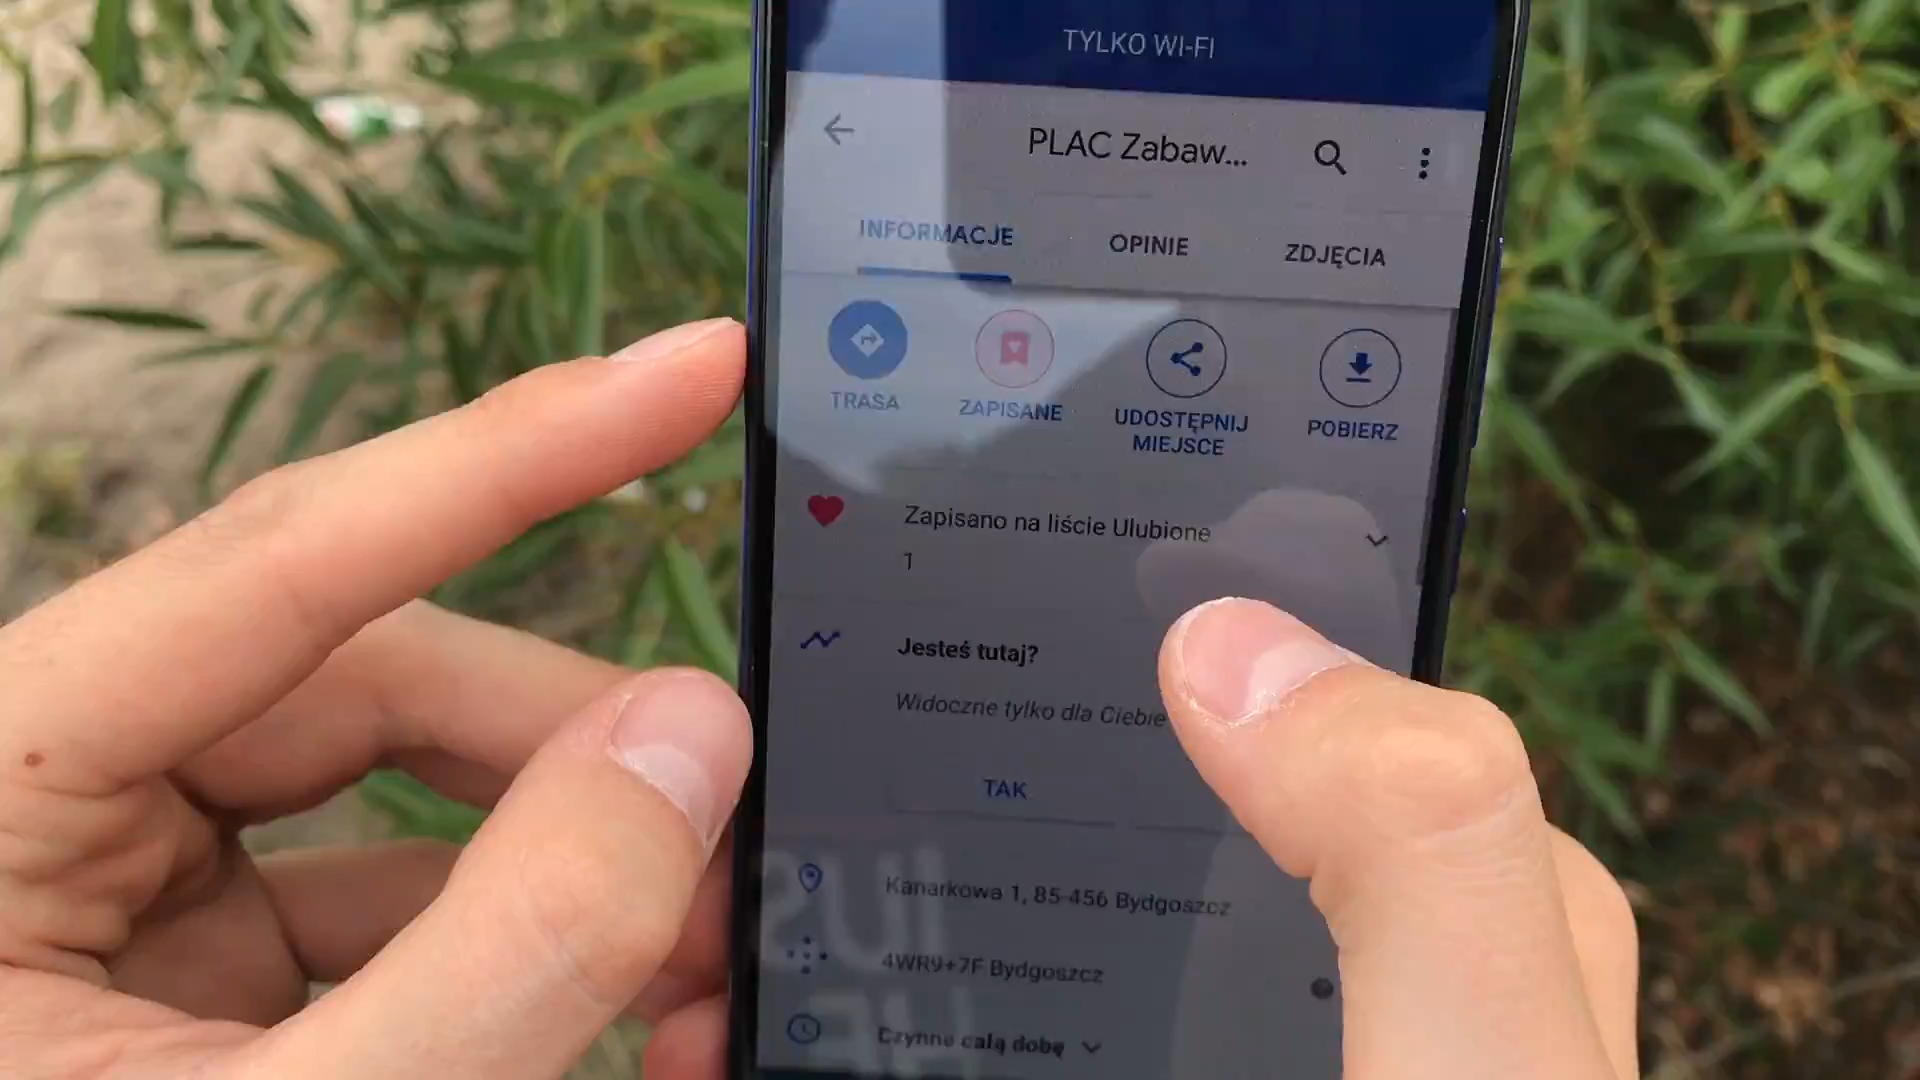 TYLKO WI-FI
PLAC Zabaw...
INFORMACJE
OPINIE
ZDJĘCIA
TRASA
ZAPISANE
UDOSTĘPNIJ
MIEJSCE
POBIERZ
Zapisano na liście Ulubione
1
Jesteś tutaj?
Widoczne tylko dla Ciebie
TAK
Kanarkowa 1, 85-456 Bydgoszcz
4WR9+7F Bydgoszcz
Czynne całą dobę